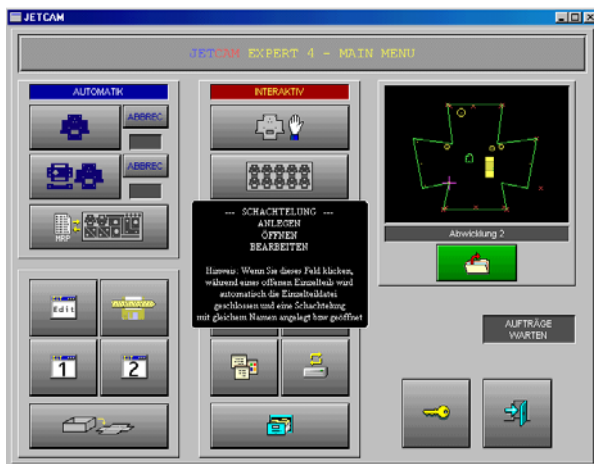 JETCAM
JETCAM EXPERT 4 - MAIN MENU
AUTOMATIK
ABBREC
ABBREC
MRP
INTERAKTIV
--- SCHACHTELUNG ---
ANLEGEN
ÖFFNEN
BEARBEITEN
Hinweis: Wenn Sie dieses Feld klicken,
während eines offenen Einzelteils wird
automatisch die Einzelteildatei
geschlossen und eine Schachtelung
mit gleichem Namen angelegt bzw geöffnet
Abwicklung 2
AUFTRÄGE
WARTEN
Edit
1
2